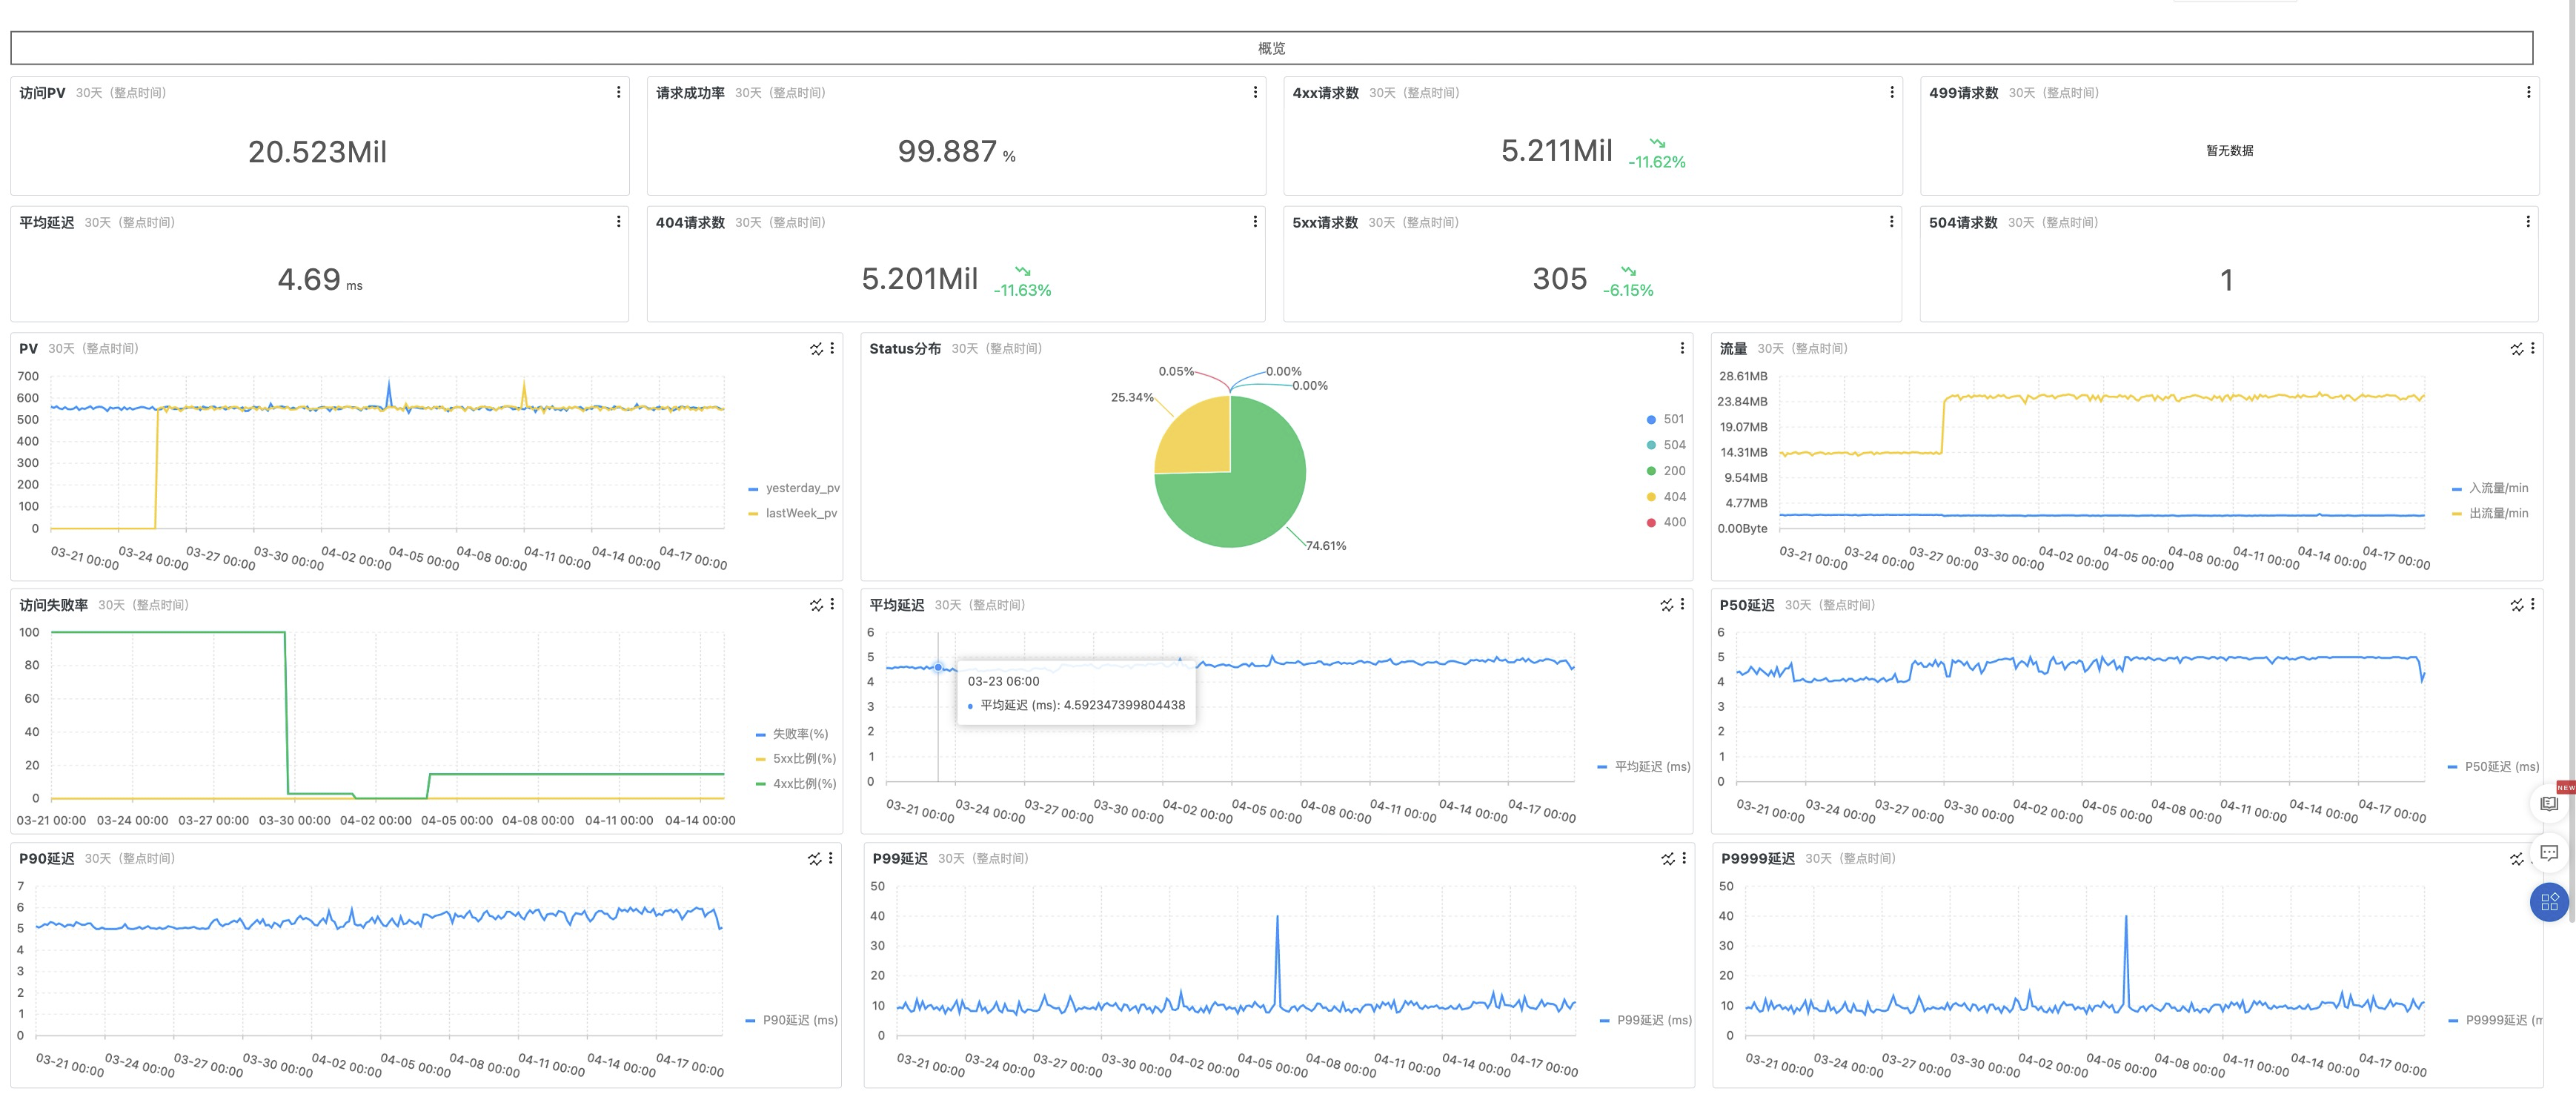 概览
访问PV 30天（整点时间）
20.523Mil
请求成功率 30天（整点时间）
99.887 %
4xx请求数 30天（整点时间）
5.211Mil
-11.62%
499请求数 30天（整点时间）
暂无数据
平均延迟 30天（整点时间）
4.69 ms
404请求数 30天（整点时间）
5.201Mil
-11.63%
5xx请求数 30天（整点时间）
305
-6.15%
504请求数 30天（整点时间）
1
PV 30天（整点时间）
700
600
500
400
300
200
100
0
03-21 00:00 03-24 00:00 03-27 00:00 03-30 00:00 04-02 00:00 04-05 00:00 04-08 00:00 04-11 00:00 04-14 00:00 04-17 00:00
yesterday_pv
lastWeek_pv
Status分布 30天（整点时间）
0.05%
0.00%
0.00%
25.34%
74.61%
501
504
200
404
400
流量 30天（整点时间）
28.61MB
23.84MB
19.07MB
14.31MB
9.54MB
4.77MB
0.00Byte
03-21 00:00 03-24 00:00 03-27 00:00 03-30 00:00 04-02 00:00 04-05 00:00 04-08 00:00 04-11 00:00 04-14 00:00 04-17 00:00
入流量/min
出流量/min
访问失败率 30天（整点时间）
100
80
60
40
20
0
03-21 00:00 03-24 00:00 03-27 00:00 03-30 00:00 04-02 00:00 04-05 00:00 04-08 00:00 04-11 00:00 04-14 00:00
失败率(%)
5xx比例(%)
4xx比例(%)
平均延迟 30天（整点时间）
6
5
4
3
2
1
0
03-23 06:00
平均延迟 (ms): 4.592347399804438
03-21 00:00 03-24 00:00 03-27 00:00 03-30 00:00 04-02 00:00 04-05 00:00 04-08 00:00 04-11 00:00 04-14 00:00 04-17 00:00
平均延迟 (ms)
P50延迟 30天（整点时间）
6
5
4
3
2
1
0
03-21 00:00 03-24 00:00 03-27 00:00 03-30 00:00 04-02 00:00 04-05 00:00 04-08 00:00 04-11 00:00 04-14 00:00 04-17 00:00
P50延迟 (ms)
NEW
P90延迟 30天（整点时间）
7
6
5
4
3
2
1
0
03-21 00:00 03-24 00:00 03-27 00:00 03-30 00:00 04-02 00:00 04-05 00:00 04-08 00:00 04-11 00:00 04-14 00:00 04-17 00:00
P90延迟 (ms)
P99延迟 30天（整点时间）
50
40
30
20
10
0
03-21 00:00 03-24 00:00 03-27 00:00 03-30 00:00 04-02 00:00 04-05 00:00 04-08 00:00 04-11 00:00 04-14 00:00 04-17 00:00
P99延迟 (ms)
P9999延迟 30天（整点时间）
50
40
30
20
10
0
03-21 00:00 03-24 00:00 03-27 00:00 03-30 00:00 04-02 00:00 04-05 00:00 04-08 00:00 04-11 00:00 04-14 00:00 04-17 00:00
P9999延迟 (m